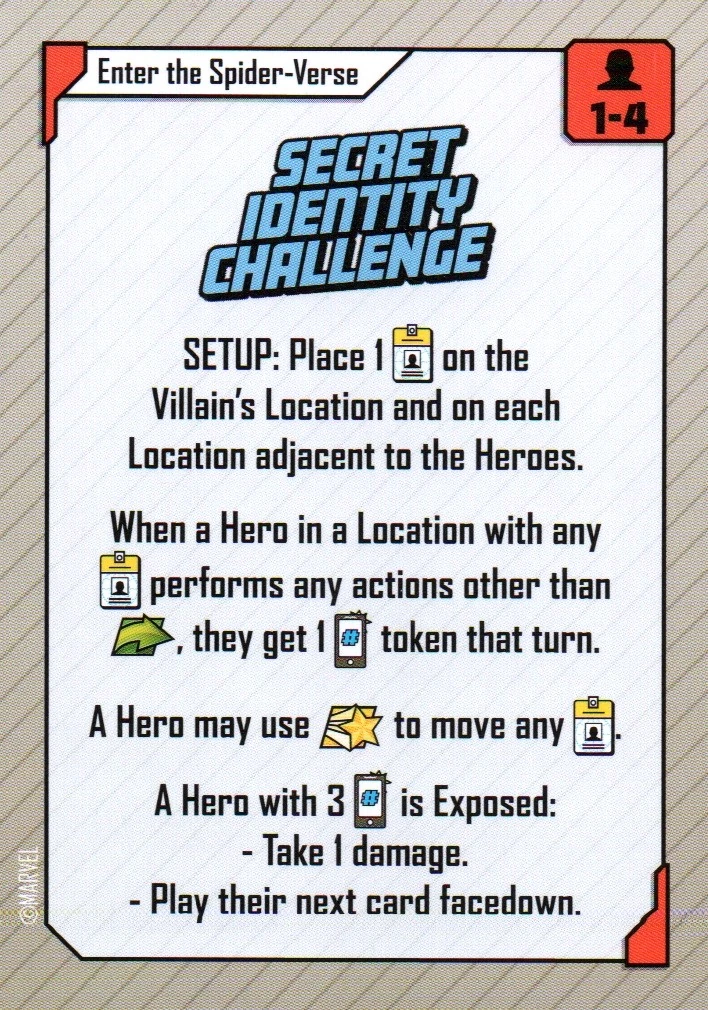 Enter the Spider-Verse
1-4
SECRET
IDENTITY
CHALLENGE
SETUP: Place 1 on the
Villain's Location and on each
Location adjacent to the Heroes.
When a Hero in a Location with any
performs any actions other than
, they get 1 # token that turn.
A Hero may use to move any .
A Hero with 3 # is Exposed:
- Take 1 damage.
- Play their next card facedown.
©MARVEL